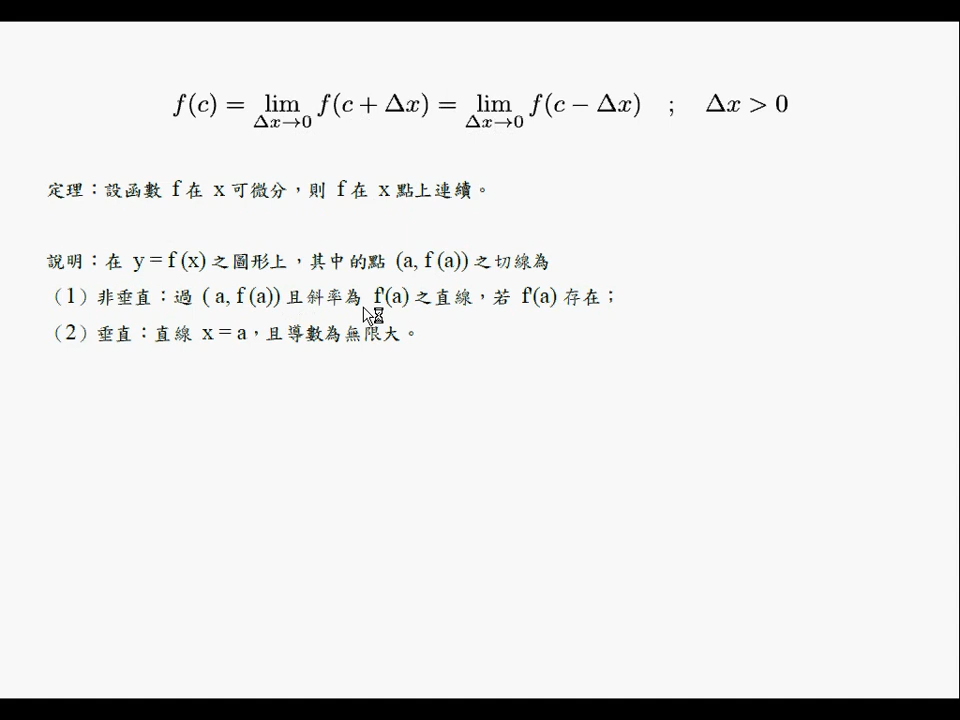 f(c) = lim_{Δx→0} f(c + Δx) = lim_{Δx→0} f(c − Δx) ; Δx > 0
定理：設函數 f 在 x 可微分，則 f 在 x 點上連續。
說明：在 y = f (x) 之圖形上，其中的點 (a, f (a)) 之切線為
（1）非垂直：過 ( a, f (a)) 且斜率為 f'(a) 之直線，若 f'(a) 存在；
（2）垂直：直線 x = a，且導數為無限大。